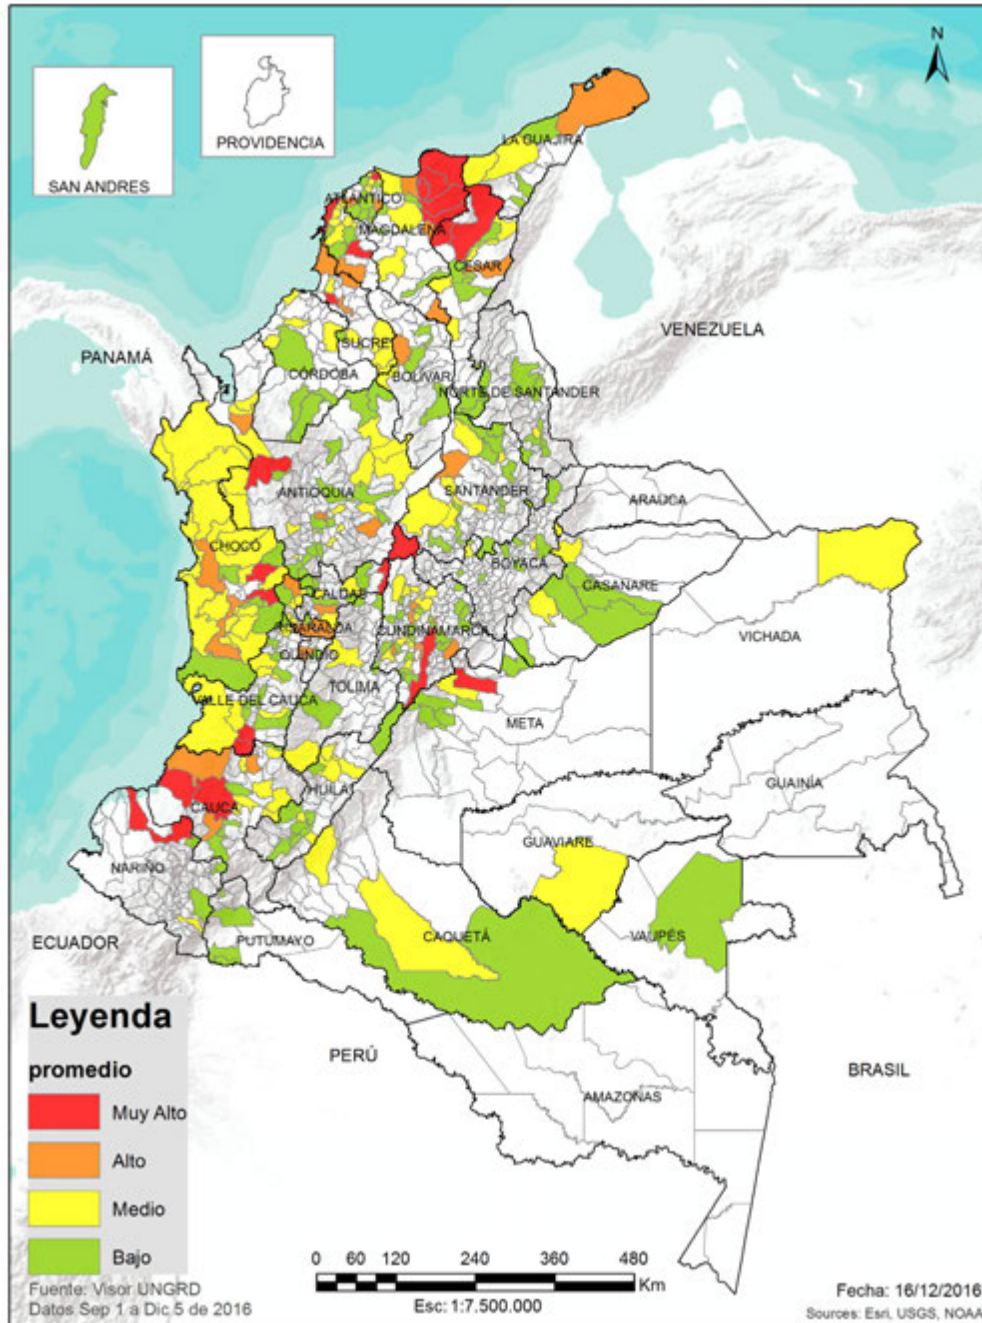 N
PROVIDENCIA
SAN ANDRES
LA GUAJIRA
ATLÁNTICO
MAGDALENA
CESAR
VENEZUELA
PANAMÁ
SUCRE
CÓRDOBA
BOLÍVAR
NORTE DE SANTANDER
ANTIOQUIA
SANTANDER
ARAUCA
CHOCÓ
BOYACÁ
CASANARE
CALDAS
RISARALDA
CUNDINAMARCA
VICHADA
QUINDIO
TOLIMA
VALLE DEL CAUCA
META
GUAINÍA
CAUCA
HUILA
GUAVIARE
NARIÑO
ECUADOR
PUTUMAYO
CAQUETÁ
VAUPÉS
PERÚ
BRASIL
AMAZONAS
Leyenda
promedio
Muy Alto
Alto
Medio
Bajo
0 60 120 240 360 480
Km
Esc: 1:7.500.000
Fuente: Visor UNGRD
Datos Sep 1 a Dic 5 de 2016
Fecha: 16/12/2016
Sources: Esri, USGS, NOAA